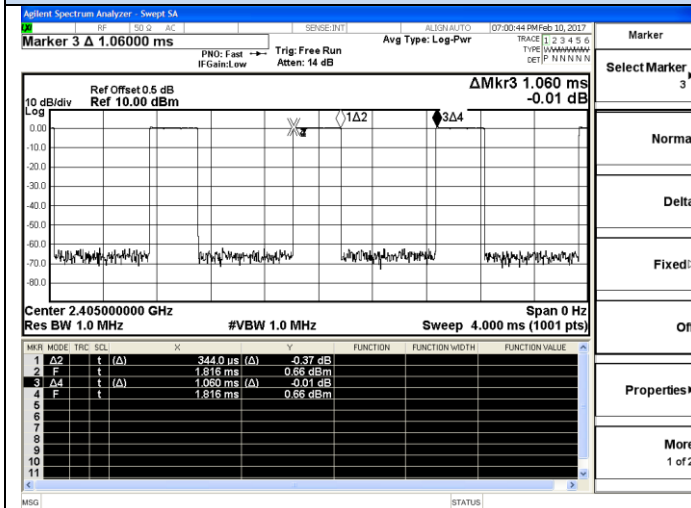 Agilent Spectrum Analyzer - Swept SA
RF 50 Ω AC SENSE:INT ALIGN AUTO 07:00:44 PM Feb 10, 2017
Marker 3 Δ 1.06000 ms
Avg Type: Log-Pwr
TRACE 1 2 3 4 5 6
TYPE WWWWWW
DET P N N N N N
PNO: Fast
IFGain:Low
Trig: Free Run
Atten: 14 dB
Ref Offset 0.5 dB
10 dB/div Ref 10.00 dBm
ΔMkr3 1.060 ms
-0.01 dB
Log
1Δ2
3Δ4
0.00
-10.0
-20.0
-30.0
-40.0
-50.0
-60.0
-70.0
-80.0
Center 2.405000000 GHz Span 0 Hz
Res BW 1.0 MHz #VBW 1.0 MHz Sweep 4.000 ms (1001 pts)
MKR MODE TRC SCL X Y FUNCTION FUNCTION WIDTH FUNCTION VALUE
1 Δ2 t (Δ) 344.0 µs (Δ) -0.37 dB
2 F t 1.816 ms 0.66 dBm
3 Δ4 t (Δ) 1.060 ms (Δ) -0.01 dB
4 F t 1.816 ms 0.66 dBm
5
6
7
8
9
10
11
MSG STATUS
Marker
Select Marker
3
Norma
Delta
Fixed
Of
Properties
More
1 of 2